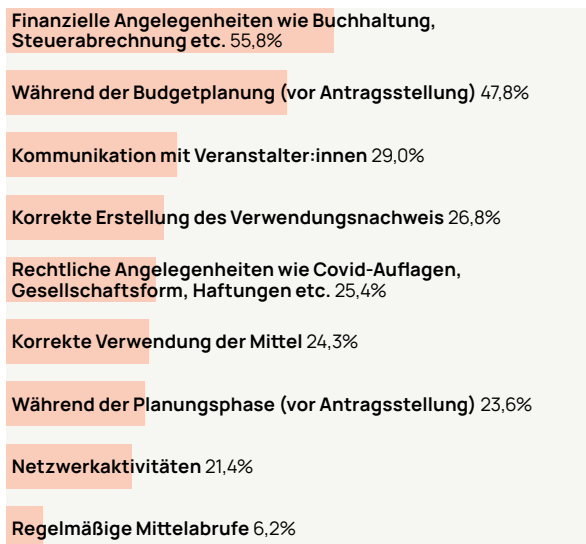 Finanzielle Angelegenheiten wie Buchhaltung,
Steuerabrechnung etc. 55,8%
Während der Budgetplanung (vor Antragsstellung) 47,8%
Kommunikation mit Veranstalter:innen 29,0%
Korrekte Erstellung des Verwendungsnachweis 26,8%
Rechtliche Angelegenheiten wie Covid-Auflagen,
Gesellschaftsform, Haftungen etc. 25,4%
Korrekte Verwendung der Mittel 24,3%
Während der Planungsphase (vor Antragsstellung) 23,6%
Netzwerkaktivitäten 21,4%
Regelmäßige Mittelabrufe 6,2%